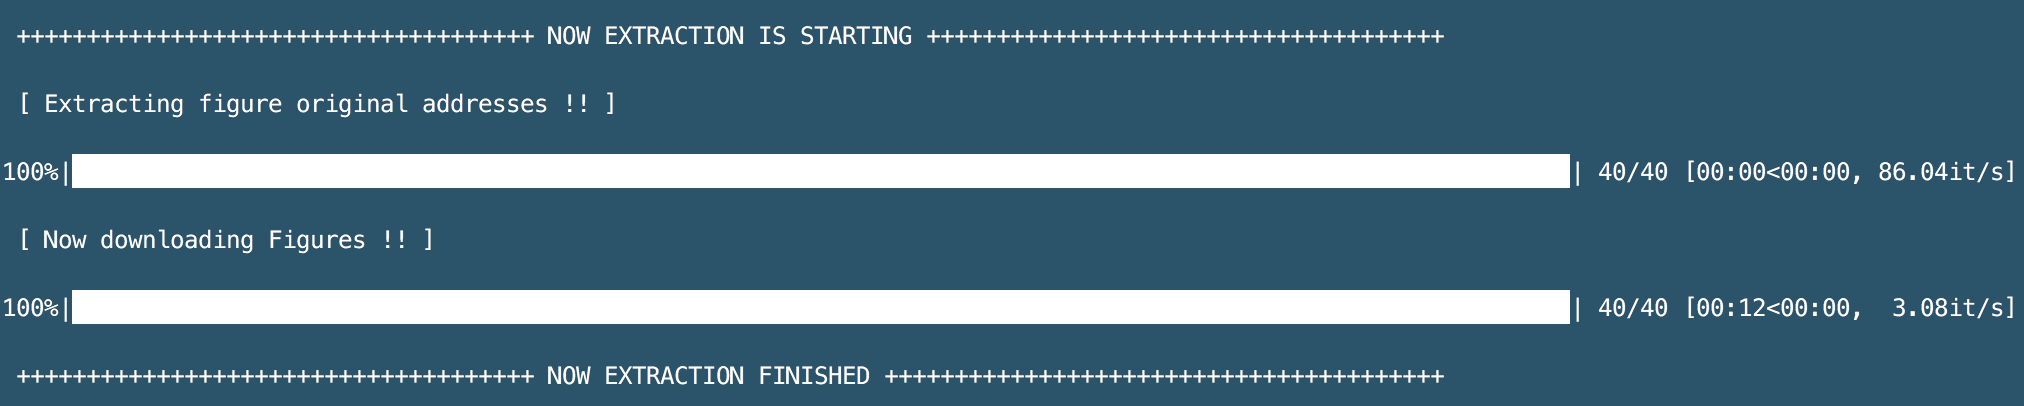 +++++++++++++++++++++++++++++++++++++ NOW EXTRACTION IS STARTING +++++++++++++++++++++++++++++++++++++
[ Extracting figure original addresses !! ]
100%| | 40/40 [00:00<00:00, 86.04it/s]
[ Now downloading Figures !! ]
100%| | 40/40 [00:12<00:00,  3.08it/s]
+++++++++++++++++++++++++++++++++++++ NOW EXTRACTION FINISHED ++++++++++++++++++++++++++++++++++++++++